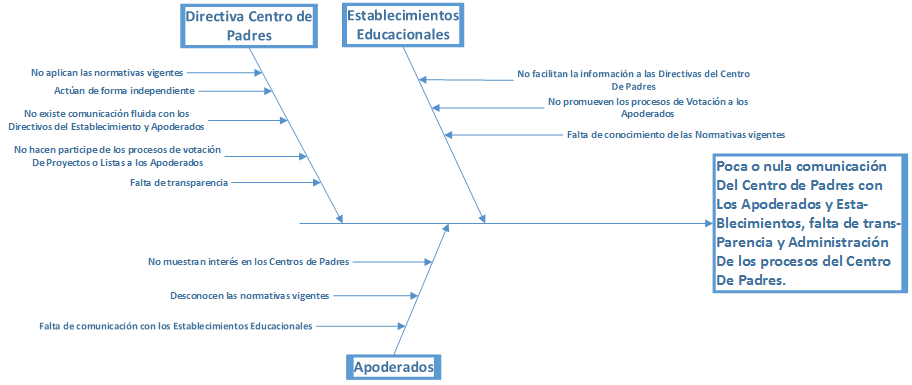 Directiva Centro de
Padres
Establecimientos
Educacionales
No aplican las normativas vigentes
Actúan de forma independiente
No existe comunicación fluida con los
Directivos del Establecimiento y Apoderados
No hacen participe de los procesos de votación
De Proyectos o Listas a los Apoderados
Falta de transparencia
No facilitan la información a las Directivas del Centro
De Padres
No promueven los procesos de Votación a los
Apoderados
Falta de conocimiento de las Normativas vigentes
Poca o nula comunicación
Del Centro de Padres con
Los Apoderados y Esta-
Blecimientos, falta de trans-
Parencia y Administración
De los procesos del Centro
De Padres.
No muestran interés en los Centros de Padres
Desconocen las normativas vigentes
Falta de comunicación con los Establecimientos Educacionales
Apoderados